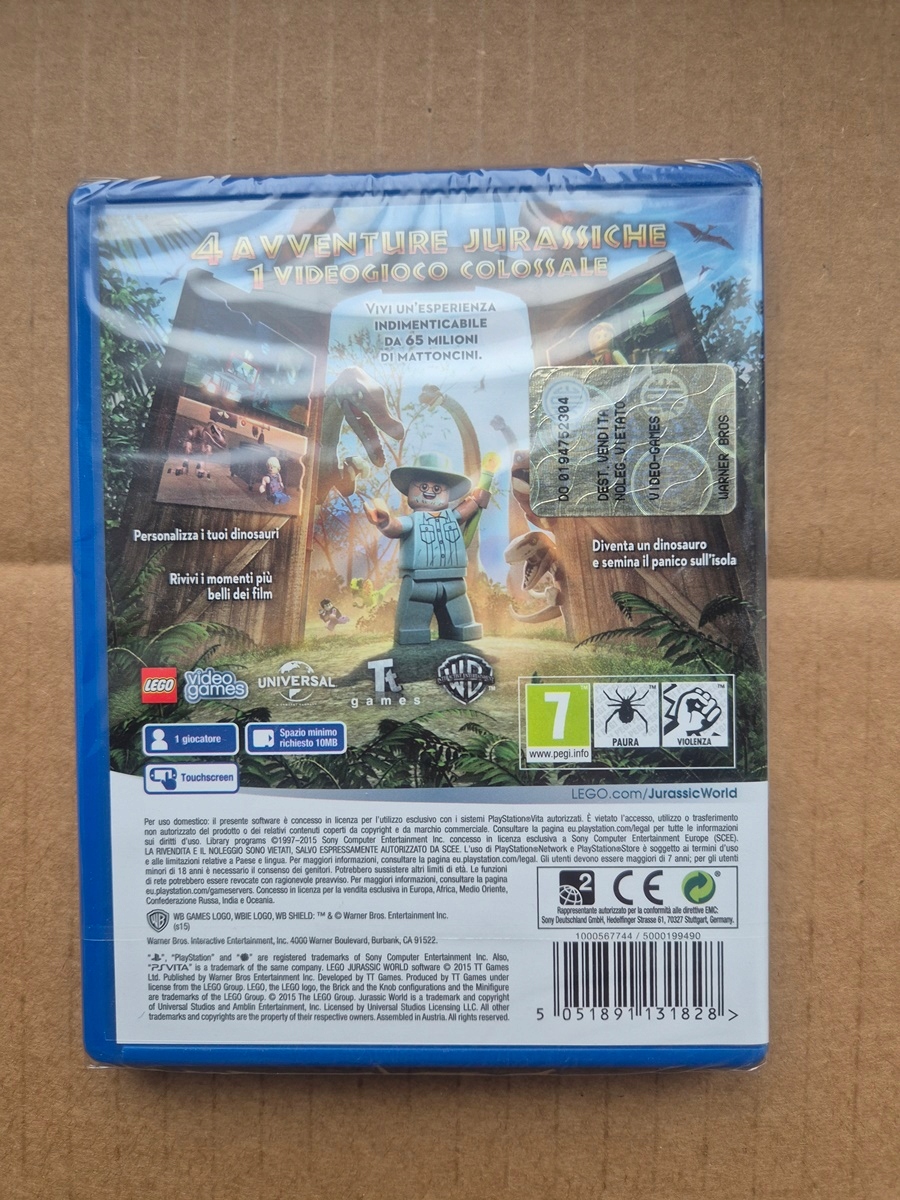 4 AVVENTURE JURASSICHE
1 VIDEOGIOCO COLOSSALE
VIVI UN'ESPERIENZA
INDIMENTICABILE
DA 65 MILIONI
DI MATTONCINI.
DO 0194752304
DEST.VENDITA
NOLEG.VIETATO
VIDEO-GAMES
WARNER BROS
Personalizza i tuoi dinosauri
Rivivi i momenti più
belli dei film
Diventa un dinosauro
e semina il panico sull'isola
LEGO
video
games
UNIVERSAL
Tt
games
WB
7
www.pegi.info
PAURA
VIOLENZA
1 giocatore
Spazio minimo
richiesto 10MB
Touchscreen
LEGO.com/JurassicWorld
Per uso domestico: il presente software è concesso in licenza per l'utilizzo esclusivo con i sistemi PlayStation®Vita autorizzati. È vietato l'accesso, utilizzo o trasferimento
non autorizzato del prodotto o dei relativi contenuti coperti da copyright e da marchio commerciale. Consultare la pagina eu.playstation.com/legal per tutte le informazioni
sui diritti d'uso. Library programs ©1997–2015 Sony Computer Entertainment Inc. concesso in licenza esclusiva a Sony Computer Entertainment Europe (SCEE).
LA RIVENDITA E IL NOLEGGIO SONO VIETATI, SALVO ESPRESSAMENTE AUTORIZZATO DA SCEE. L'uso di PlayStation®Network e PlayStation®Store è soggetto ai termini d'uso
e alle limitazioni relative a Paese e lingua. Per maggiori informazioni, consultare la pagina eu.playstation.com/legal. Gli utenti devono essere maggiori di 7 anni; per gli utenti
minori di 18 anni è necessario il consenso dei genitori. Potrebbero sussistere altri limiti di età. Le funzioni
di rete potrebbero essere revocate con ragionevole preavviso. Per maggiori informazioni, consultare la pagina
eu.playstation.com/gameservers. Concesso in licenza per la vendita esclusiva in Europa, Africa, Medio Oriente,
Confederazione Russa, India e Oceania.
2
CE
Rappresentante autorizzato per la conformità alle direttive EMC:
Sony Deutschland GmbH, Hedelfinger Strasse 61, 70327 Stuttgart, Germany.
WB GAMES LOGO, WBIE LOGO, WB SHIELD: ™ & © Warner Bros. Entertainment Inc.
(s15)
Warner Bros. Interactive Entertainment, Inc. 4000 Warner Boulevard, Burbank, CA 91522.
1000567744 / 5000199490
" ", "PlayStation" and " " are registered trademarks of Sony Computer Entertainment Inc. Also,
"PSVITA" is a trademark of the same company. LEGO JURASSIC WORLD software © 2015 TT Games
Ltd. Published by Warner Bros Entertainment Inc. Developed by TT Games. Produced by TT Games under
license from the LEGO Group. LEGO, the LEGO logo, the Brick and the Knob configurations and the Minifigure
are trademarks of the LEGO Group. © 2015 The LEGO Group. Jurassic World is a trademark and copyright
of Universal Studios and Amblin Entertainment, Inc. Licensed by Universal Studios Licensing LLC. All other
trademarks and copyrights are the property of their respective owners. Assembled in Austria. All rights reserved.
5 051891 131828 >